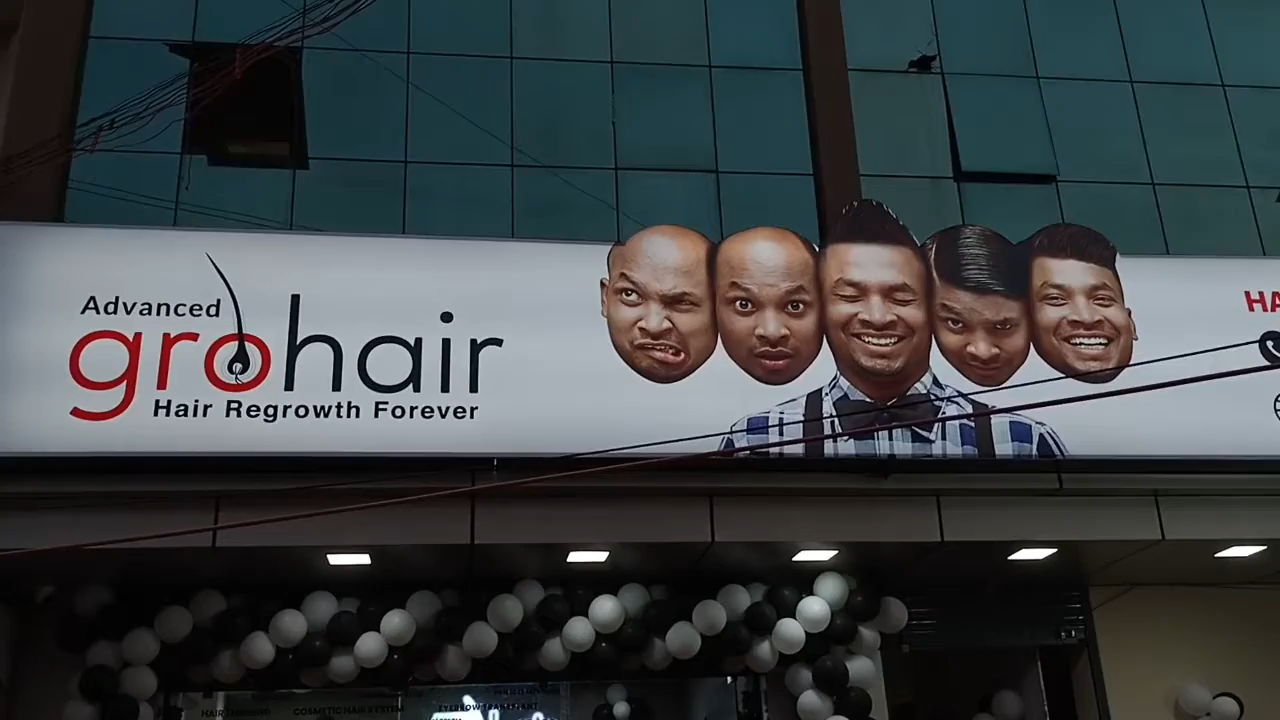 Advanced
grohair
Hair Regrowth Forever
HA
COSMETIC HAIR SYSTEM
EYEBROW TRANSPLANT